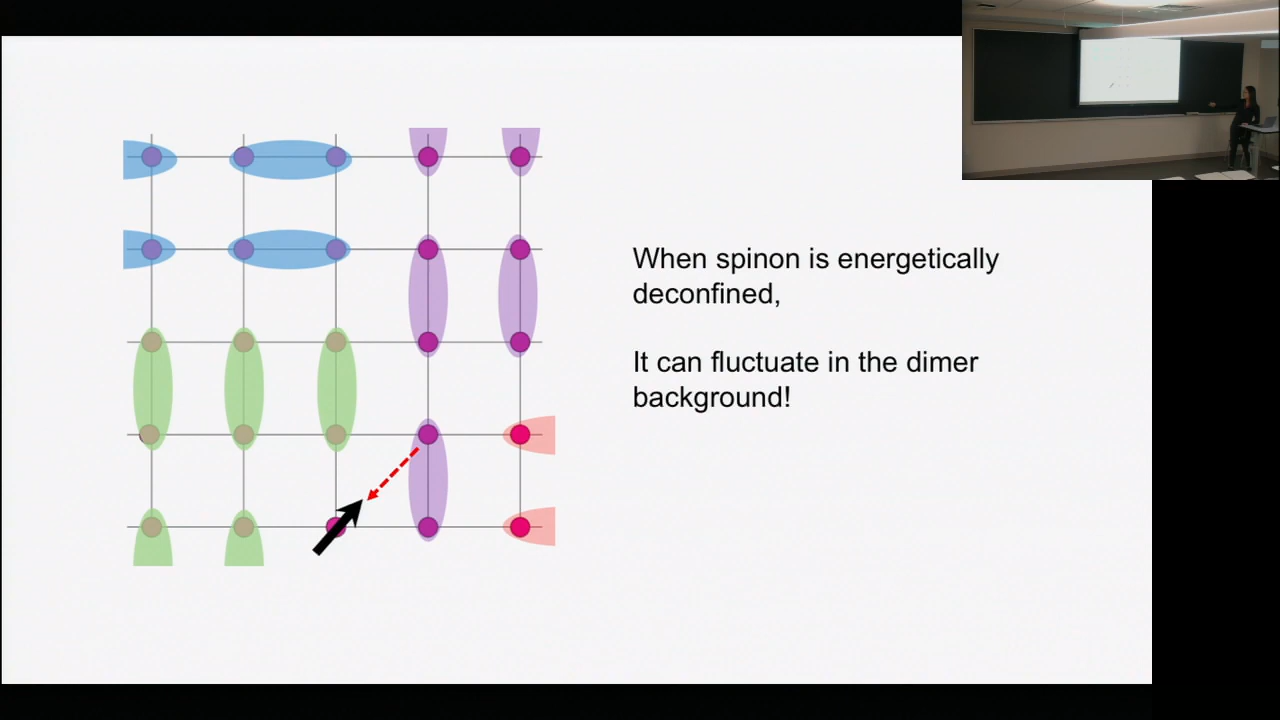 When spinon is energetically
deconfined,
It can fluctuate in the dimer
background!